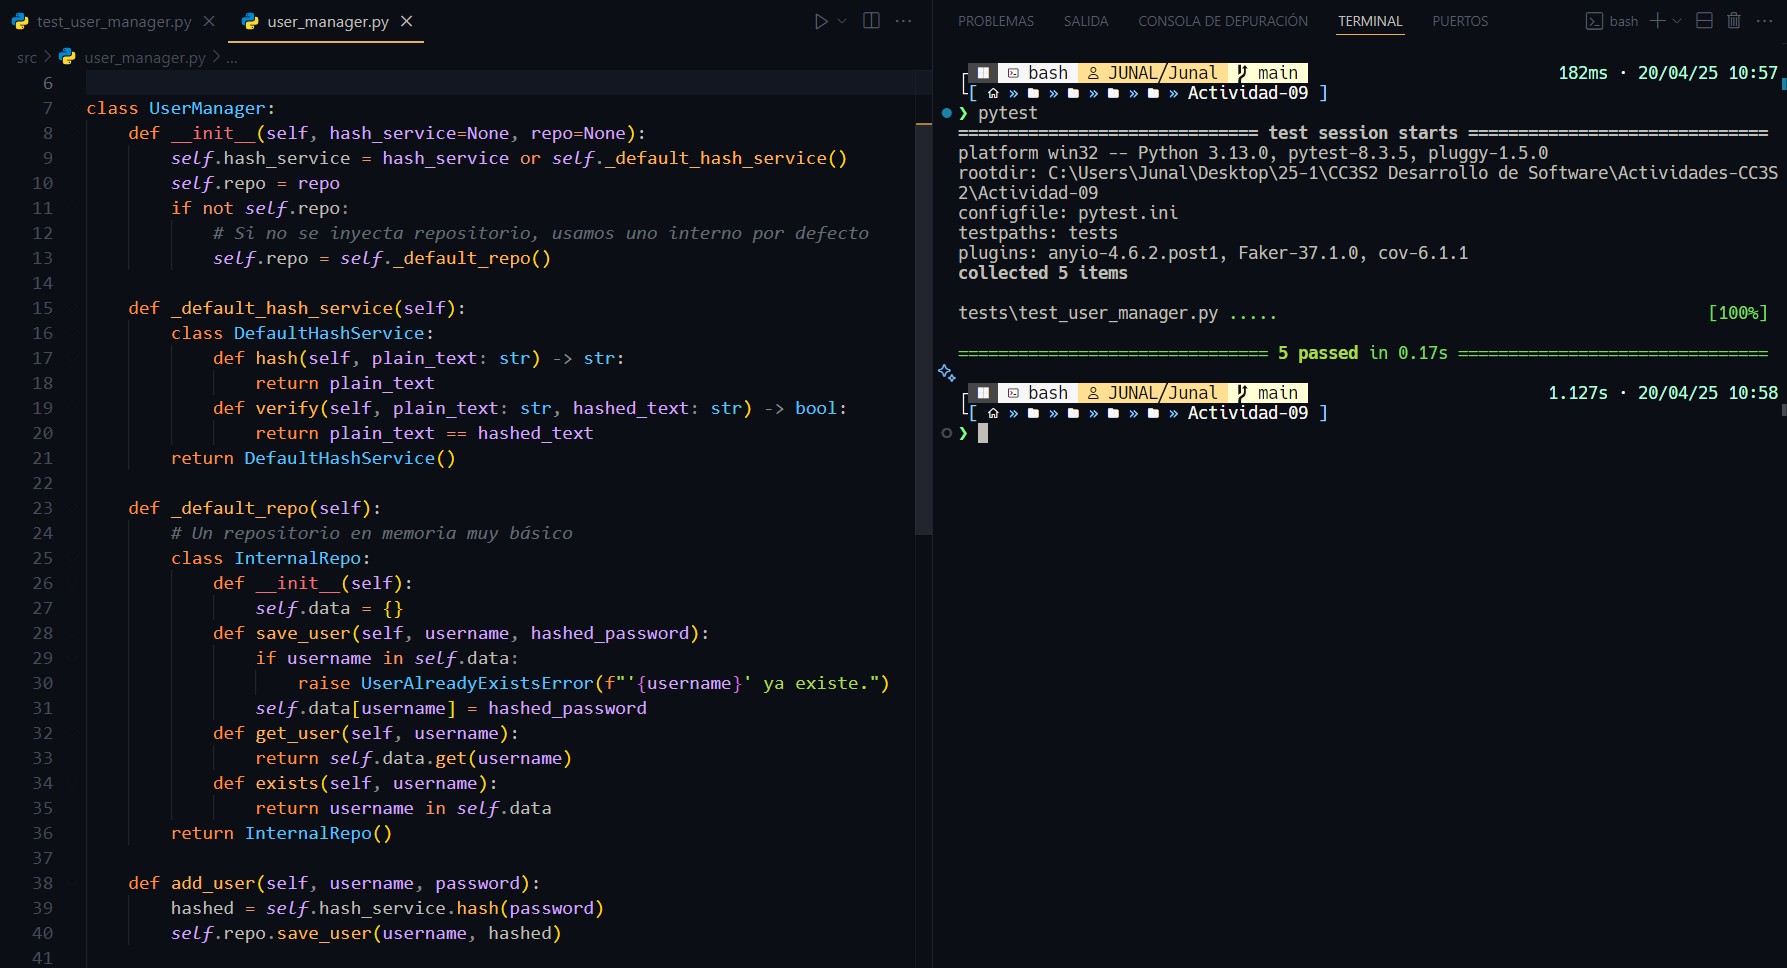 test_user_manager.py
user_manager.py
src > user_manager.py > ...
6
7 class UserManager:
8     def __init__(self, hash_service=None, repo=None):
9         self.hash_service = hash_service or self._default_hash_service()
10         self.repo = repo
11         if not self.repo:
12             # Si no se inyecta repositorio, usamos uno interno por defecto
13             self.repo = self._default_repo()
14
15     def _default_hash_service(self):
16         class DefaultHashService:
17             def hash(self, plain_text: str) -> str:
18                 return plain_text
19             def verify(self, plain_text: str, hashed_text: str) -> bool:
20                 return plain_text == hashed_text
21         return DefaultHashService()
22
23     def _default_repo(self):
24         # Un repositorio en memoria muy básico
25         class InternalRepo:
26             def __init__(self):
27                 self.data = {}
28             def save_user(self, username, hashed_password):
29                 if username in self.data:
30                     raise UserAlreadyExistsError(f"'{username}' ya existe.")
31                 self.data[username] = hashed_password
32             def get_user(self, username):
33                 return self.data.get(username)
34             def exists(self, username):
35                 return username in self.data
36         return InternalRepo()
37
38     def add_user(self, username, password):
39         hashed = self.hash_service.hash(password)
40         self.repo.save_user(username, hashed)
41
PROBLEMAS SALIDA CONSOLA DE DEPURACIÓN TERMINAL PUERTOS bash
bash JUNAL/Junal main 182ms · 20/04/25 10:57
[ » » » » » Actividad-09 ]
❯ pytest
============================== test session starts ==============================
platform win32 -- Python 3.13.0, pytest-8.3.5, pluggy-1.5.0
rootdir: C:\Users\Junal\Desktop\25-1\CC3S2 Desarrollo de Software\Actividades-CC3S
2\Actividad-09
configfile: pytest.ini
testpaths: tests
plugins: anyio-4.6.2.post1, Faker-37.1.0, cov-6.1.1
collected 5 items
tests\test_user_manager.py ..... [100%]
=============================== 5 passed in 0.17s ===============================
bash JUNAL/Junal main 1.127s · 20/04/25 10:58
[ » » » » » Actividad-09 ]
❯